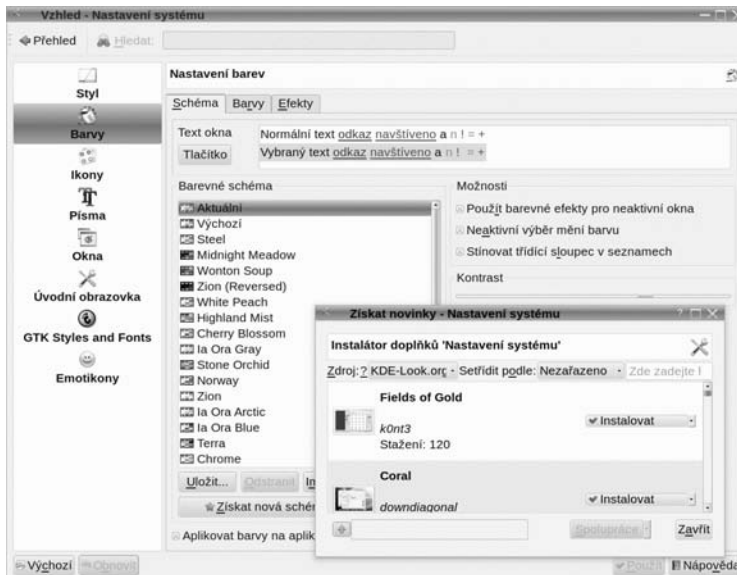 Vzhled - Nastavení systému
Přehled Hledat:
Styl
Barvy
Ikony
Písma
Okna
Úvodní obrazovka
GTK Styles and Fonts
Emotikony
Nastavení barev
Schéma Barvy Efekty
Text okna Normální text odkaz navštíveno a n ! = +
Tlačítko Vybraný text odkaz navštíveno a n ! = +
Barevné schéma
Aktuální
Výchozí
Steel
Midnight Meadow
Wonton Soup
Zion (Reversed)
White Peach
Highland Mist
Cherry Blossom
Ia Ora Gray
Stone Orchid
Norway
Zion
Ia Ora Arctic
Ia Ora Blue
Terra
Chrome
Uložit... Odstranit
Získat nová
Aplikovat barvy na
Možnosti
Použít barevné efekty pro neaktivní okna
Neaktivní výběr mění barvu
Stínovat třídící sloupec v seznamech
Kontrast
Získat novinky - Nastavení systému
Instalátor doplňků 'Nastavení systému'
Zdroj: ? KDE-Look.org Setřídit podle: Nezařazeno Zde zadejte
Fields of Gold
k0nt3
Stažení: 120
Instalovat
Coral
downdiagonal
Instalovat
Spolupráce Zavřít
Výchozí Obnovit Použít Nápověda